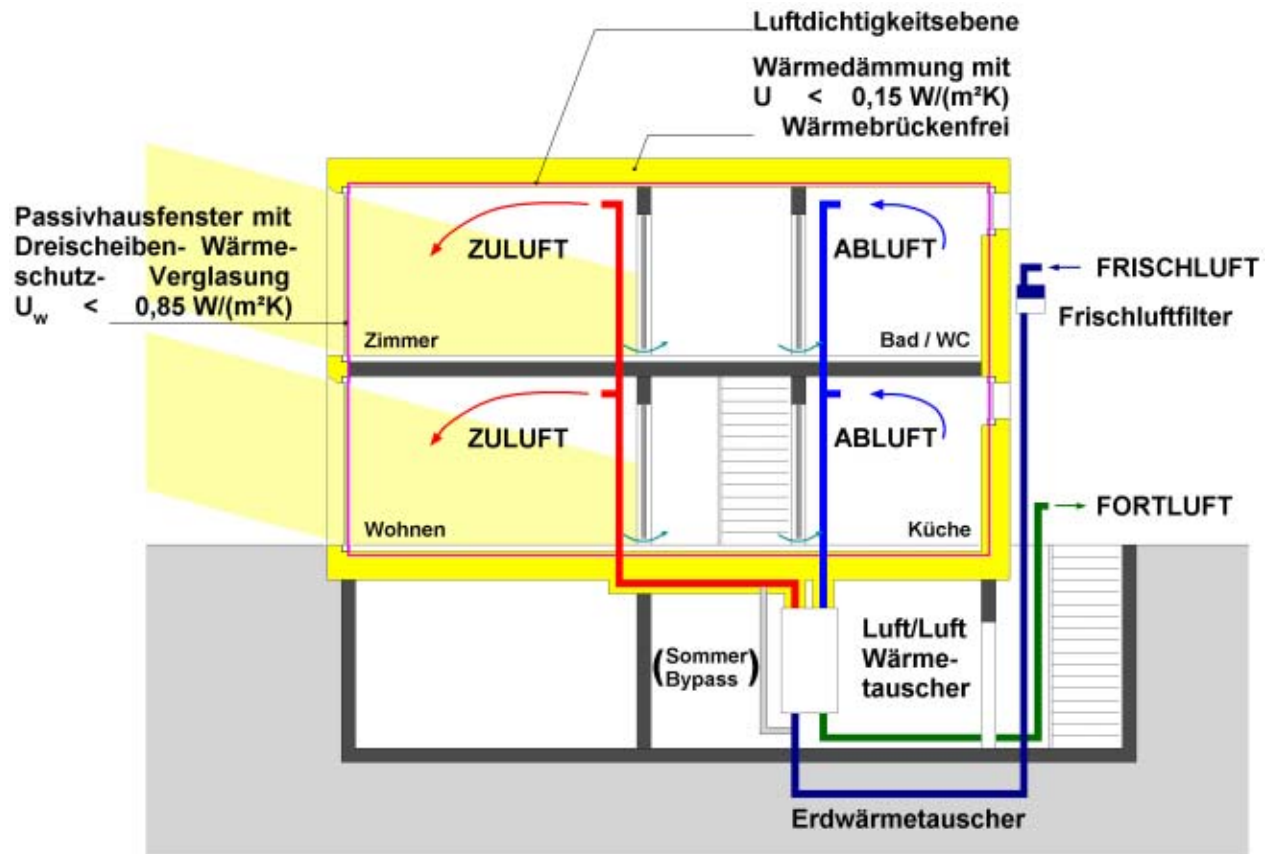 Luftdichtigkeitsebene
Wärmedämmung mit
U < 0,15 W/(m²K)
Wärmebrückenfrei
Passivhausfenster mit
Dreischeiben- Wärme-
schutz- Verglasung
Uw < 0,85 W/(m²K)
ZULUFT
ABLUFT
FRISCHLUFT
Frischluftfilter
Zimmer
Bad / WC
ZULUFT
ABLUFT
FORTLUFT
Wohnen
Küche
(Sommer
Bypass)
Luft/Luft
Wärme-
tauscher
Erdwärmetauscher